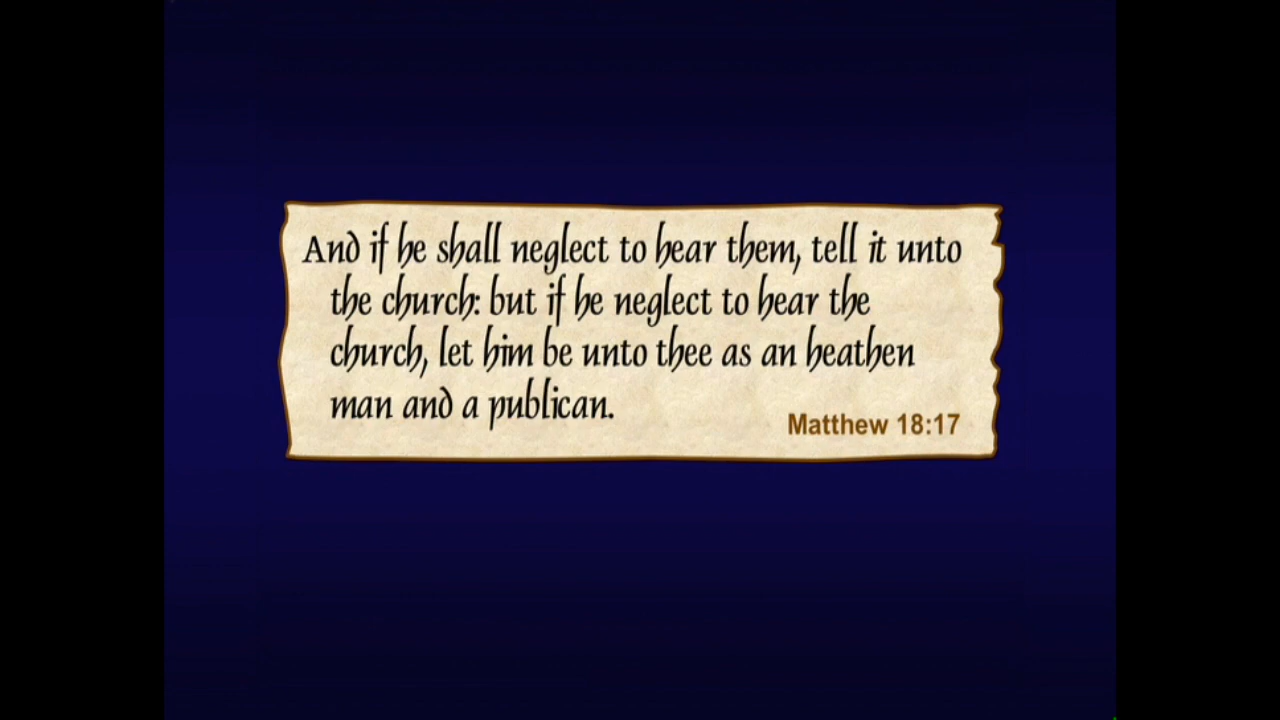 And if he shall neglect to hear them, tell it unto
the church: but if he neglect to hear the
church, let him be unto thee as an heathen
man and a publican.
Matthew 18:17